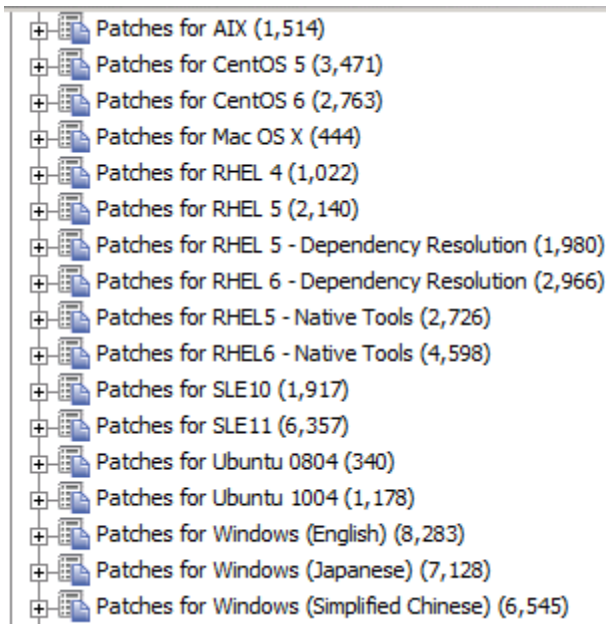 Patches for AIX (1,514)
Patches for CentOS 5 (3,471)
Patches for CentOS 6 (2,763)
Patches for Mac OS X (444)
Patches for RHEL 4 (1,022)
Patches for RHEL 5 (2,140)
Patches for RHEL 5 - Dependency Resolution (1,980)
Patches for RHEL 6 - Dependency Resolution (2,966)
Patches for RHEL5 - Native Tools (2,726)
Patches for RHEL6 - Native Tools (4,598)
Patches for SLE10 (1,917)
Patches for SLE11 (6,357)
Patches for Ubuntu 0804 (340)
Patches for Ubuntu 1004 (1,178)
Patches for Windows (English) (8,283)
Patches for Windows (Japanese) (7,128)
Patches for Windows (Simplified Chinese) (6,545)